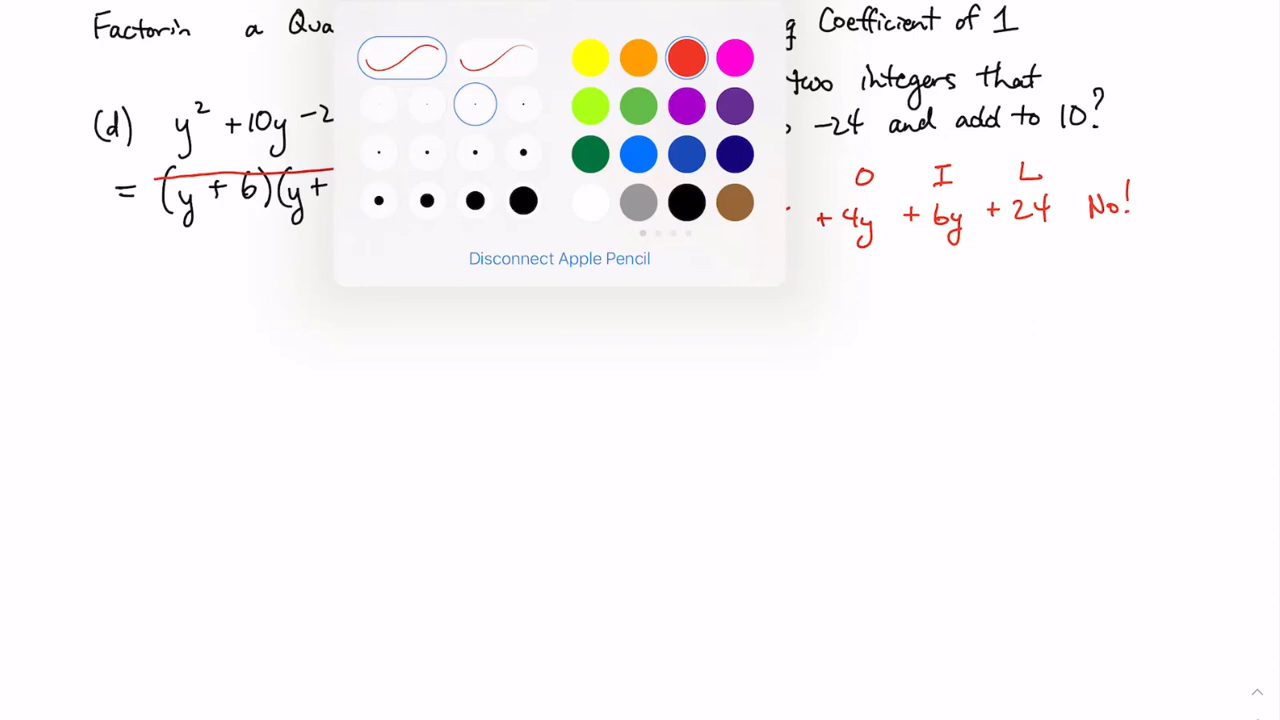 Factorin a Qua Coefficient of 1
two integers that
(d) y² +10y -2 -24 and add to 10?
O I L
= (y + 6)(y + + 4y + 6y + 24 No!
Disconnect Apple Pencil